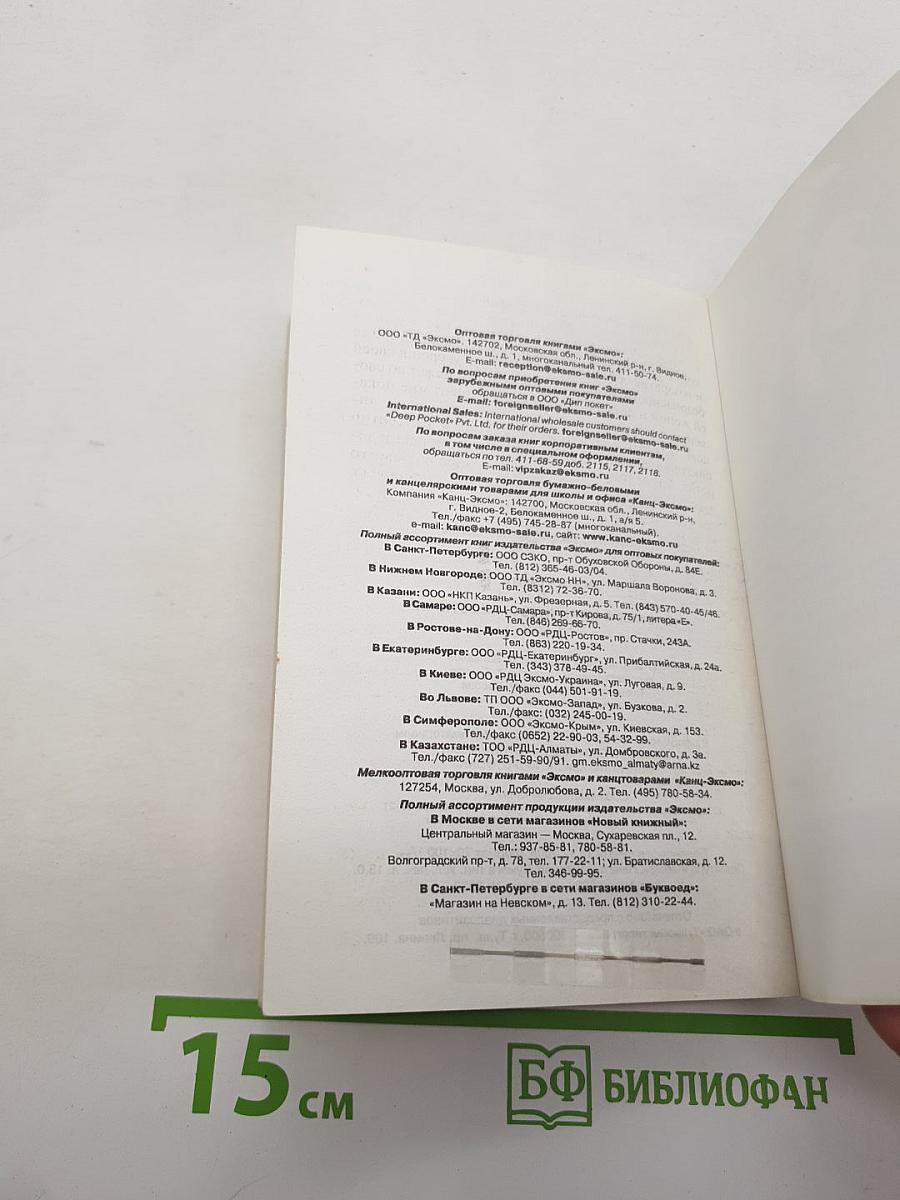 Оптовая торговля книгами «Эксмо»:
ООО «ТД «Эксмо». 142702, Московская обл., Ленинский р-н, г. Видное,
Белокаменное ш., д. 1, многоканальный тел. 411-50-74.
E-mail: reception@eksmo-sale.ru
По вопросам приобретения книг «Эксмо»
зарубежными оптовыми покупателями
обращаться в ООО «Дип покет»
E-mail: foreignseller@eksmo-sale.ru
International Sales: International wholesale customers should contact
«Deep Pocket» Pvt. Ltd. for their orders. foreignseller@eksmo-sale.ru
По вопросам заказа книг корпоративным клиентам,
в том числе в специальном оформлении,
обращаться по тел. 411-68-59 доб. 2115, 2117, 2118.
E-mail: vipzakaz@eksmo.ru
Оптовая торговля бумажно-беловыми
и канцелярскими товарами для школы и офиса «Канц-Эксмо»:
Компания «Канц-Эксмо»: 142700, Московская обл., Ленинский р-н,
г. Видное-2, Белокаменное ш., д. 1, а/я 5.
Тел./факс +7 (495) 745-28-87 (многоканальный).
e-mail: kanc@eksmo-sale.ru, сайт: www.kanc-eksmo.ru
Полный ассортимент книг издательства «Эксмо» для оптовых покупателей:
В Санкт-Петербурге: ООО СЗКО, пр-т Обуховской Обороны, д. 84Е.
Тел. (812) 365-46-03/04.
В Нижнем Новгороде: ООО ТД «Эксмо НН», ул. Маршала Воронова, д. 3.
Тел. (8312) 72-36-70.
В Казани: ООО «НКП Казань», ул. Фрезерная, д. 5. Тел. (843) 570-40-45/46.
В Самаре: ООО «РДЦ-Самара», пр-т Кирова, д. 75/1, литера «Е».
Тел. (846) 269-66-70.
В Ростове-на-Дону: ООО «РДЦ-Ростов», пр. Стачки, 243А.
Тел. (863) 220-19-34.
В Екатеринбурге: ООО «РДЦ-Екатеринбург», ул. Прибалтийская, д. 24а.
Тел. (343) 378-49-45.
В Киеве: ООО «РДЦ Эксмо-Украина», ул. Луговая, д. 9.
Тел./факс (044) 501-91-19.
Во Львове: ТП ООО «Эксмо-Запад», ул. Бузкова, д. 2.
Тел./факс: (032) 245-00-19.
В Симферополе: ООО «Эксмо-Крым», ул. Киевская, д. 153.
Тел./факс (0652) 22-90-03, 54-32-99.
В Казахстане: ТОО «РДЦ-Алматы», ул. Домбровского, д. 3а.
Тел./факс (727) 251-59-90/91. gm.eksmo_almaty@arna.kz
Мелкооптовая торговля книгами «Эксмо» и канцтоварами «Канц-Эксмо»:
127254, Москва, ул. Добролюбова, д. 2. Тел. (495) 780-58-34.
Полный ассортимент продукции издательства «Эксмо»:
В Москве в сети магазинов «Новый книжный»:
Центральный магазин — Москва, Сухаревская пл., 12.
Тел.: 937-85-81, 780-58-81.
Волгоградский пр-т, д. 78, тел. 177-22-11; ул. Братиславская, д. 12.
Тел. 346-99-95.
В Санкт-Петербурге в сети магазинов «Буквоед»:
«Магазин на Невском», д. 13. Тел. (812) 310-22-44.
15 см
БФ БИБЛИОФАН